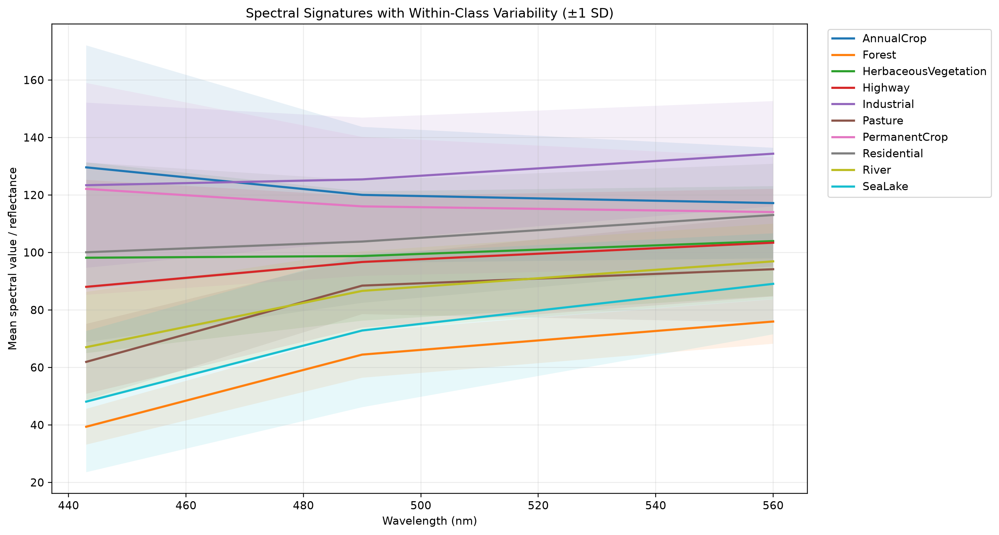 Spectral Signatures with Within-Class Variability (±1 SD)
Mean spectral value / reflectance
160
140
120
100
80
60
40
20
440 460 480 500 520 540 560
Wavelength (nm)
AnnualCrop
Forest
HerbaceousVegetation
Highway
Industrial
Pasture
PermanentCrop
Residential
River
SeaLake